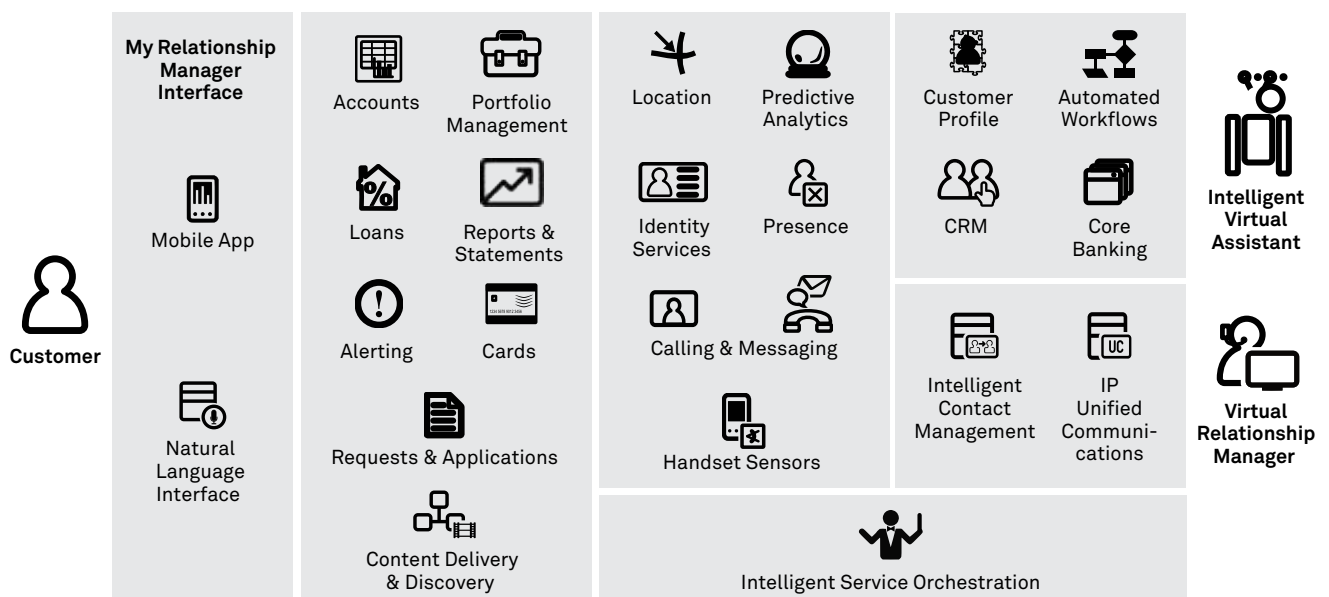 Customer
My Relationship
Manager
Interface
Mobile App
Natural
Language
Interface
Accounts
Portfolio
Management
Loans
Reports &
Statements
Alerting
Cards
Requests & Applications
Content Delivery
& Discovery
Location
Predictive
Analytics
Identity
Services
Presence
Calling & Messaging
Handset Sensors
Customer
Profile
Automated
Workflows
CRM
Core
Banking
Intelligent
Contact
Management
UC
IP
Unified
Communi-
cations
Intelligent Service Orchestration
Intelligent
Virtual
Assistant
Virtual
Relationship
Manager